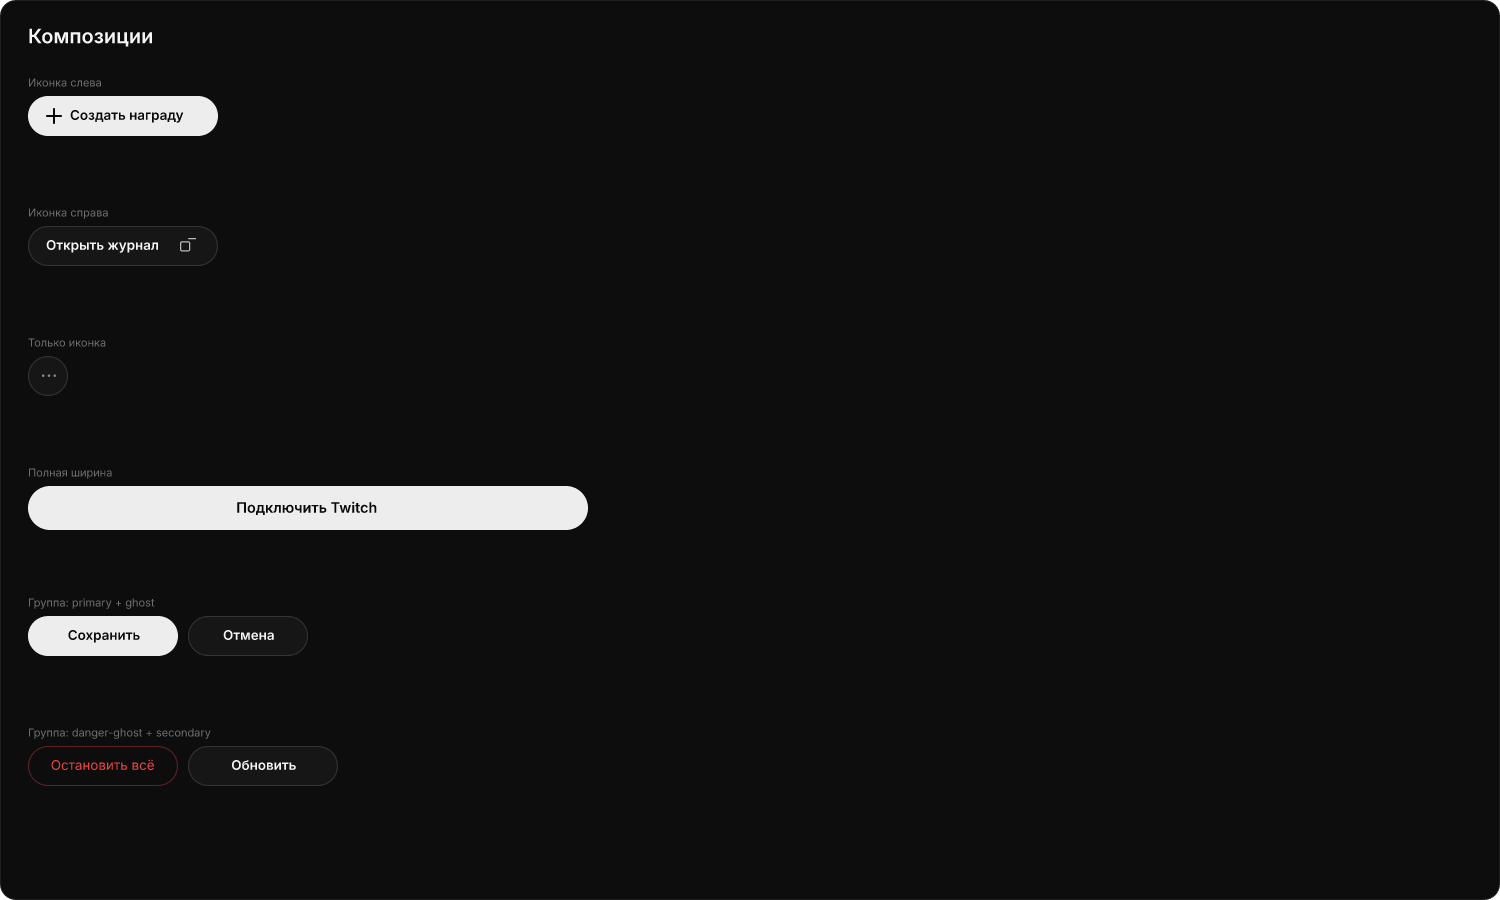 Композиции
Иконка слева
Создать награду
Иконка справа
Открыть журнал
Только иконка
Полная ширина
Подключить Twitch
Группа: primary + ghost
Сохранить Отмена
Группа: danger-ghost + secondary
Остановить всё Обновить